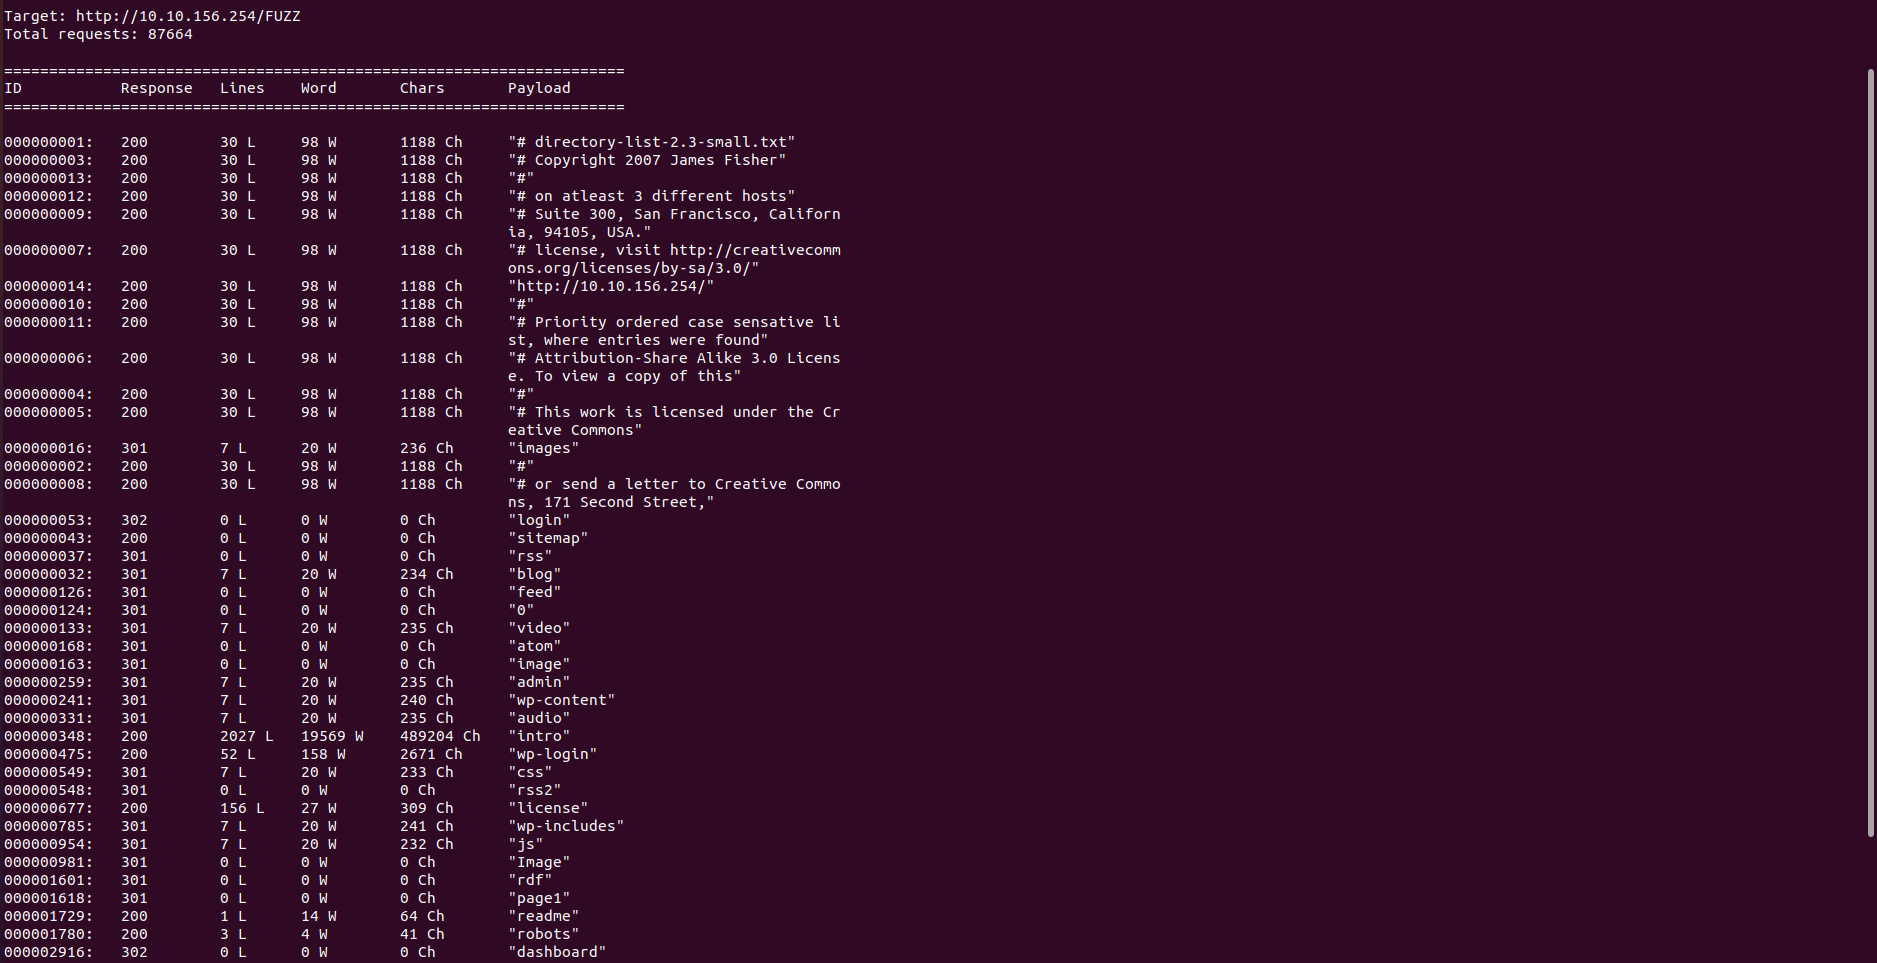 Target: http://10.10.156.254/FUZZ
Total requests: 87664
=====================================================================
ID Response Lines Word Chars Payload
=====================================================================
000000001: 200 30 L 98 W 1188 Ch "# directory-list-2.3-small.txt"
000000003: 200 30 L 98 W 1188 Ch "# Copyright 2007 James Fisher"
000000013: 200 30 L 98 W 1188 Ch "#"
000000012: 200 30 L 98 W 1188 Ch "# on atleast 3 different hosts"
000000009: 200 30 L 98 W 1188 Ch "# Suite 300, San Francisco, Californ
ia, 94105, USA."
000000007: 200 30 L 98 W 1188 Ch "# license, visit http://creativecomm
ons.org/licenses/by-sa/3.0/"
000000014: 200 30 L 98 W 1188 Ch "http://10.10.156.254/"
000000010: 200 30 L 98 W 1188 Ch "#"
000000011: 200 30 L 98 W 1188 Ch "# Priority ordered case sensative li
st, where entries were found"
000000006: 200 30 L 98 W 1188 Ch "# Attribution-Share Alike 3.0 Licens
e. To view a copy of this"
000000004: 200 30 L 98 W 1188 Ch "#"
000000005: 200 30 L 98 W 1188 Ch "# This work is licensed under the Cr
eative Commons"
000000016: 301 7 L 20 W 236 Ch "images"
000000002: 200 30 L 98 W 1188 Ch "#"
000000008: 200 30 L 98 W 1188 Ch "# or send a letter to Creative Commo
ns, 171 Second Street,"
000000053: 302 0 L 0 W 0 Ch "login"
000000043: 200 0 L 0 W 0 Ch "sitemap"
000000037: 301 0 L 0 W 0 Ch "rss"
000000032: 301 7 L 20 W 234 Ch "blog"
000000126: 301 0 L 0 W 0 Ch "feed"
000000124: 301 0 L 0 W 0 Ch "0"
000000133: 301 7 L 20 W 235 Ch "video"
000000168: 301 0 L 0 W 0 Ch "atom"
000000163: 301 0 L 0 W 0 Ch "image"
000000259: 301 7 L 20 W 235 Ch "admin"
000000241: 301 7 L 20 W 240 Ch "wp-content"
000000331: 301 7 L 20 W 235 Ch "audio"
000000348: 200 2027 L 19569 W 489204 Ch "intro"
000000475: 200 52 L 158 W 2671 Ch "wp-login"
000000549: 301 7 L 20 W 233 Ch "css"
000000548: 301 0 L 0 W 0 Ch "rss2"
000000677: 200 156 L 27 W 309 Ch "license"
000000785: 301 7 L 20 W 241 Ch "wp-includes"
000000954: 301 7 L 20 W 232 Ch "js"
000000981: 301 0 L 0 W 0 Ch "Image"
000001601: 301 0 L 0 W 0 Ch "rdf"
000001618: 301 0 L 0 W 0 Ch "page1"
000001729: 200 1 L 14 W 64 Ch "readme"
000001780: 200 3 L 4 W 41 Ch "robots"
000002916: 302 0 L 0 W 0 Ch "dashboard"